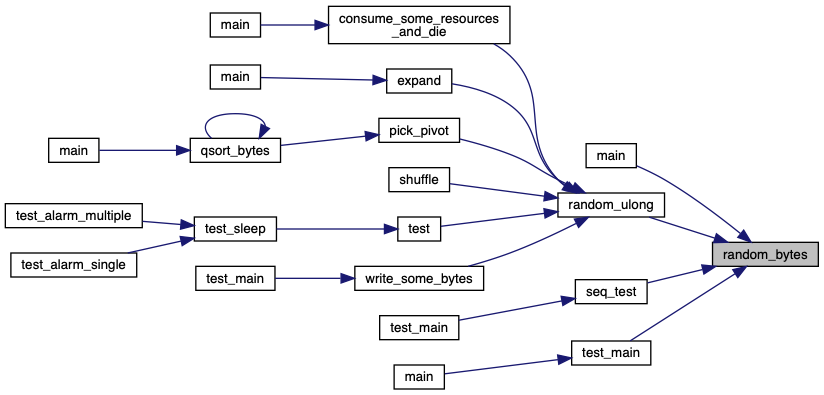 main
consume_some_resources
_and_die
main
expand
pick_pivot
main
qsort_bytes
main
shuffle
random_ulong
test_alarm_multiple
test_sleep
test
random_bytes
test_alarm_single
test_main
write_some_bytes
seq_test
test_main
test_main
main